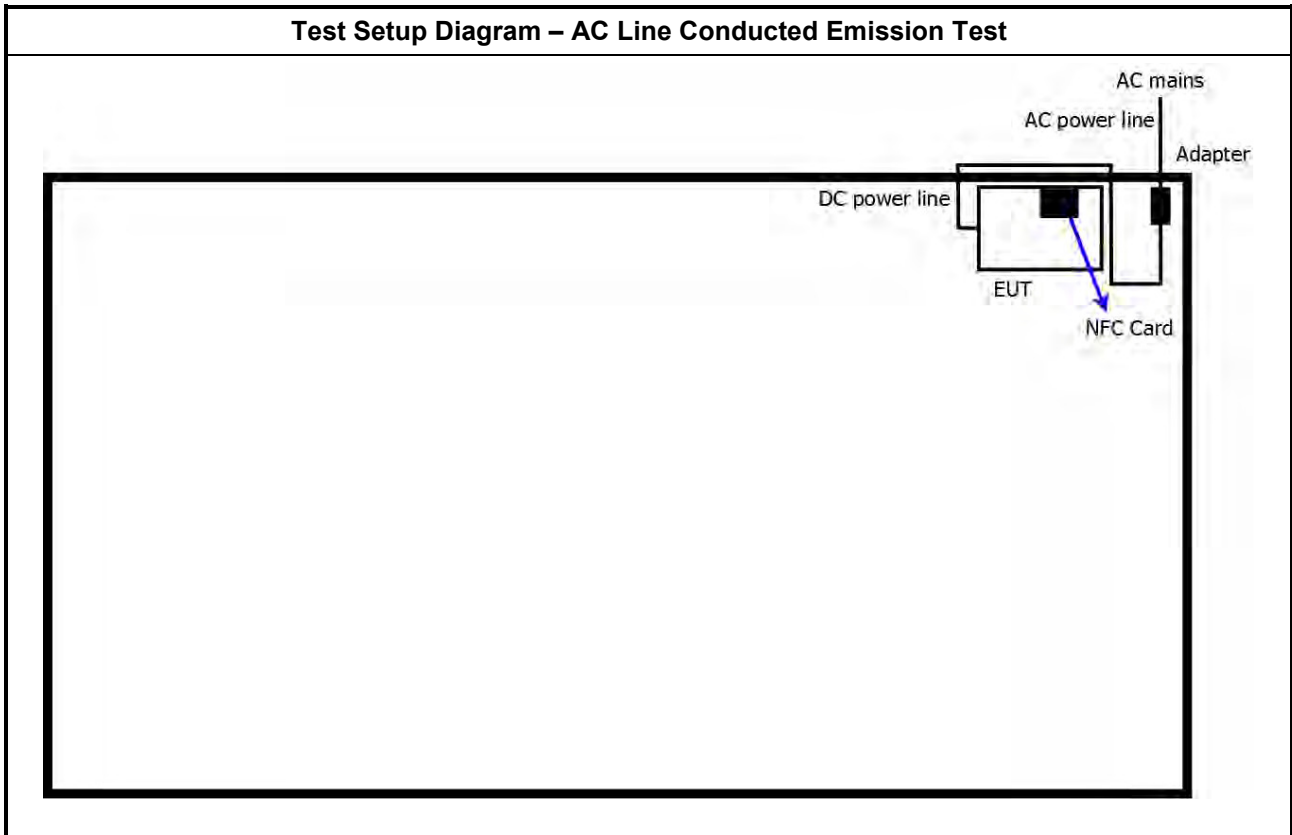 Test Setup Diagram – AC Line Conducted Emission Test
AC mains
AC power line
Adapter
DC power line
EUT
NFC Card